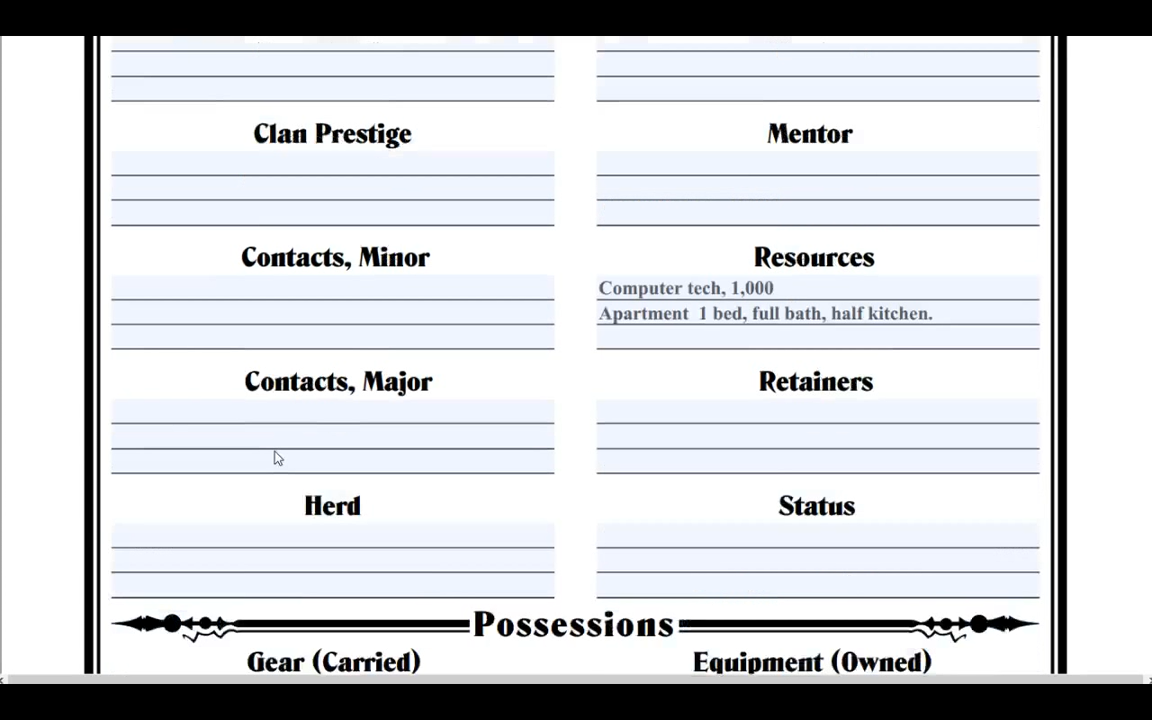 Clan Prestige
Mentor
Contacts, Minor
Resources
Computer tech, 1,000
Apartment  1 bed, full bath, half kitchen.
Contacts, Major
Retainers
Herd
Status
Possessions
Gear (Carried)
Equipment (Owned)